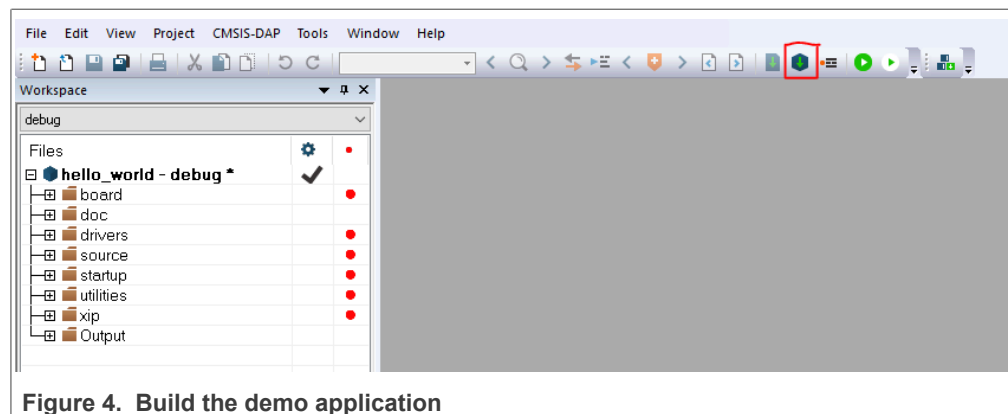 File Edit View Project CMSIS-DAP Tools Window Help
Workspace
debug
Files
hello_world - debug *
board
doc
drivers
source
startup
utilities
xip
Output
Figure 4. Build the demo application